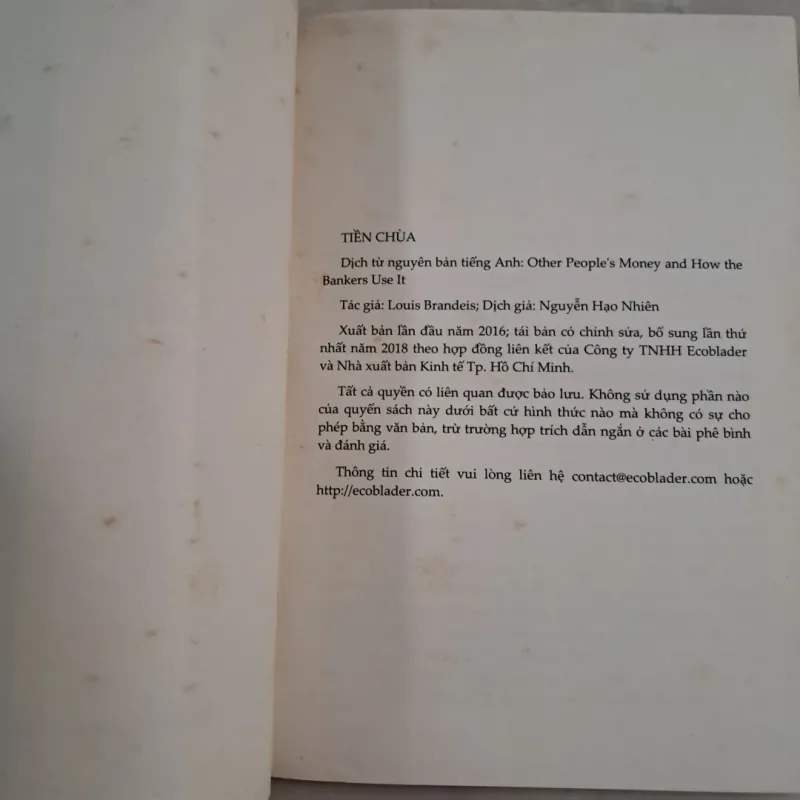 TIỀN CHÙA
Dịch từ nguyên bản tiếng Anh: Other People's Money and How the
Bankers Use It
Tác giả: Louis Brandeis; Dịch giả: Nguyễn Hạo Nhiên
Xuất bản lần đầu năm 2016; tái bản có chỉnh sửa, bổ sung lần thứ
nhất năm 2018 theo hợp đồng liên kết của Công ty TNHH Ecoblader
và Nhà xuất bản Kinh tế Tp. Hồ Chí Minh.
Tất cả quyền có liên quan được bảo lưu. Không sử dụng phần nào
của quyển sách này dưới bất cứ hình thức nào mà không có sự cho
phép bằng văn bản, trừ trường hợp trích dẫn ngắn ở các bài phê bình
và đánh giá.
Thông tin chi tiết vui lòng liên hệ contact@ecoblader.com hoặc
http://ecoblader.com.